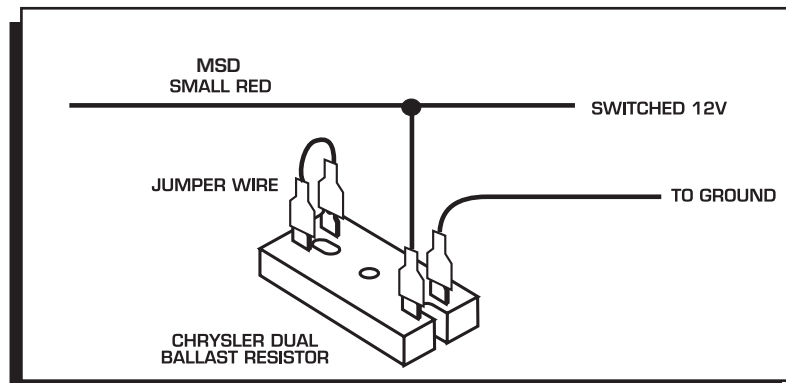 MSD
SMALL RED
SWITCHED 12V
JUMPER WIRE
TO GROUND
CHRYSLER DUAL
BALLAST RESISTOR